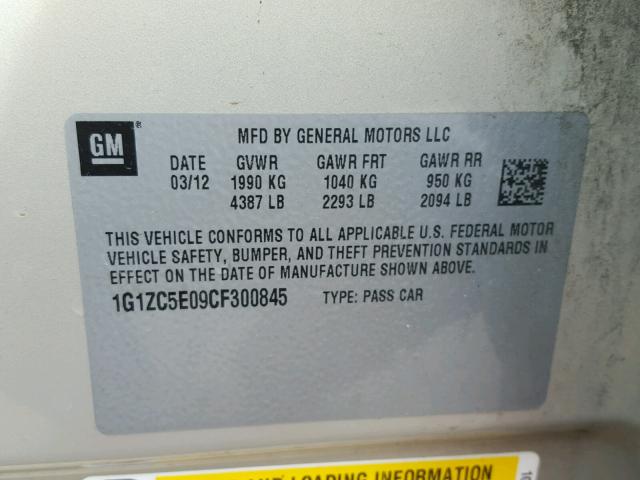 GM
MFD BY GENERAL MOTORS LLC
DATE GVWR GAWR FRT GAWR RR
03/12 1990 KG 1040 KG 950 KG
4387 LB 2293 LB 2094 LB
THIS VEHICLE CONFORMS TO ALL APPLICABLE U.S. FEDERAL MOTOR
VEHICLE SAFETY, BUMPER, AND THEFT PREVENTION STANDARDS IN
EFFECT ON THE DATE OF MANUFACTURE SHOWN ABOVE.
1G1ZC5E09CF300845 TYPE: PASS CAR
AND LOADING INFORMATION